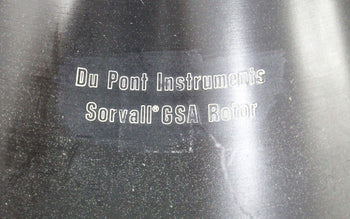 Du Pont Instruments
Sorvall® GSA Rotor